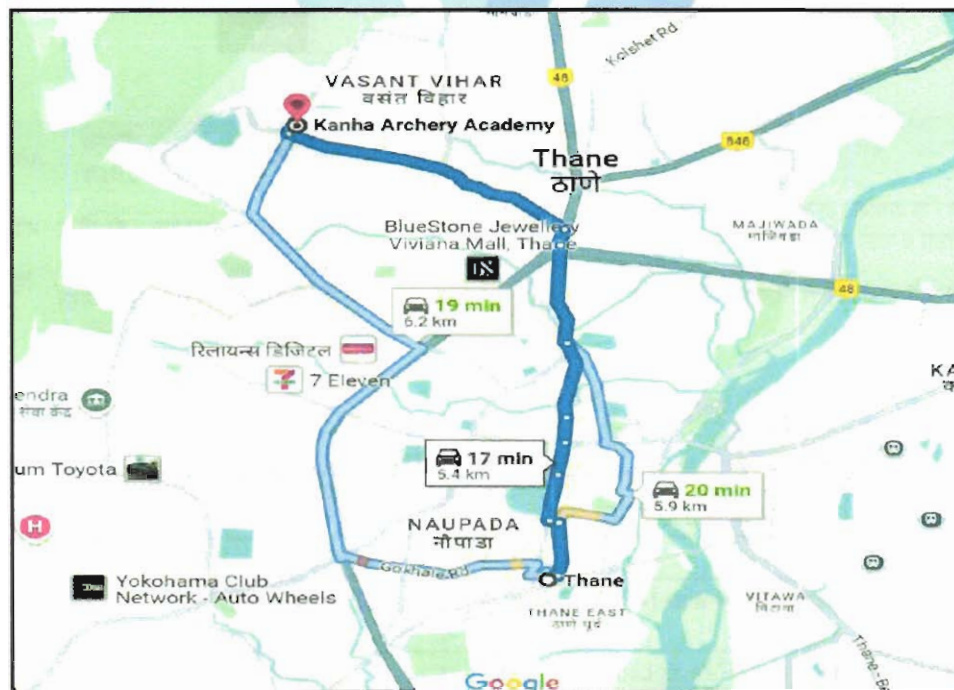 Kolshet Rd
48
VASANT VIHAR
वसंत विहार
Kanha Archery Academy
848
Thane
ठाणे
BlueStone Jewellery
Viviana Mall, Thane
MAJIWADA
48
19 min
6.2 km
रिलायन्स डिजिटल
7 Eleven
KA
endra
सेवा केंद्र
17 min
5.4 km
um Toyota
20 min
5.9 km
H
NAUPADA
नौपाडा
Gokhale Rd
Thane
Yokohama Club
Network - Auto Wheels
THANE EAST
ठाणे पूर्व
VITAWA
विटावा
Google